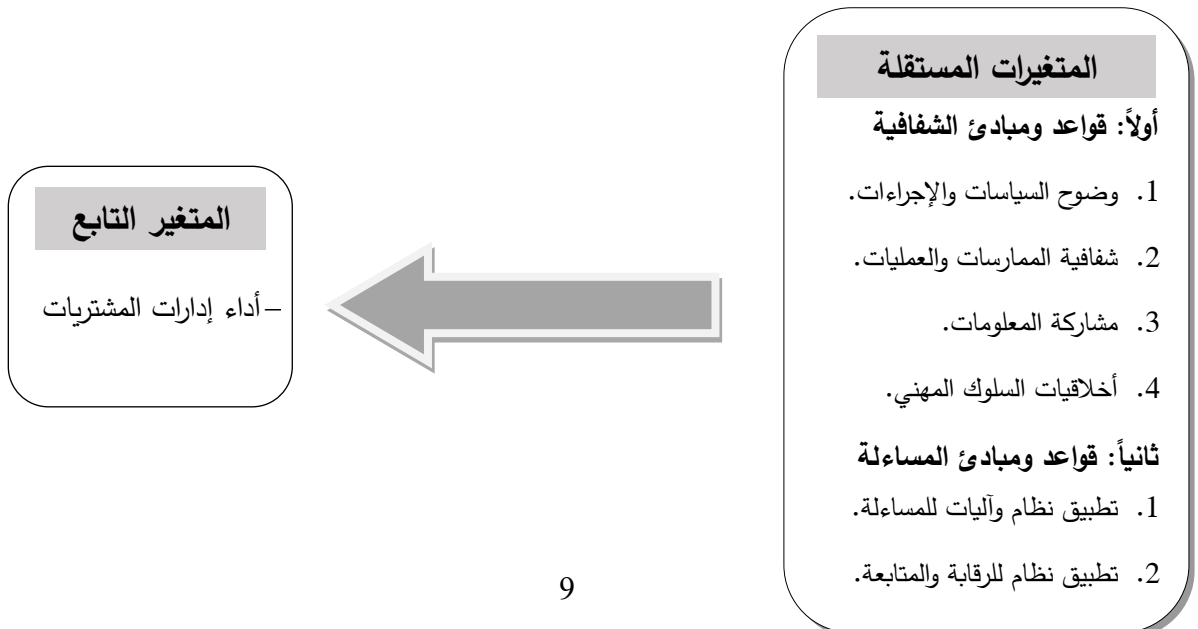 المتغيرات المستقلة
أولاً: قواعد ومبادئ الشفافية
1. وضوح السياسات والإجراءات.
2. شفافية الممارسات والعمليات.
3. مشاركة المعلومات.
4. أخلاقيات السلوك المهني.
ثانياً: قواعد ومبادئ المساءلة
1. تطبيق نظام وآليات للمساءلة.
2. تطبيق نظام للرقابة والمتابعة.
المتغير التابع
–أداء إدارات المشتريات
9